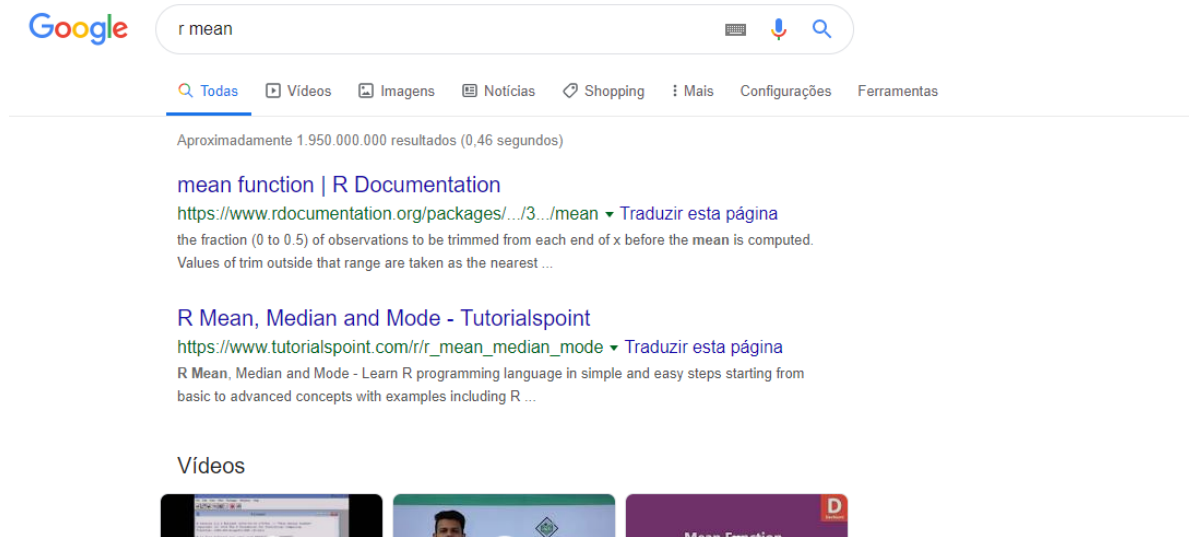 Google
r mean
Todas Vídeos Imagens Notícias Shopping Mais Configurações Ferramentas
Aproximadamente 1.950.000.000 resultados (0,46 segundos)
mean function | R Documentation
https://www.rdocumentation.org/packages/.../3.../mean Traduzir esta página
the fraction (0 to 0.5) of observations to be trimmed from each end of x before the mean is computed.
Values of trim outside that range are taken as the nearest ...
R Mean, Median and Mode - Tutorialspoint
https://www.tutorialspoint.com/r/r_mean_median_mode Traduzir esta página
R Mean, Median and Mode - Learn R programming language in simple and easy steps starting from
basic to advanced concepts with examples including R ...
Vídeos
D
Mean Function